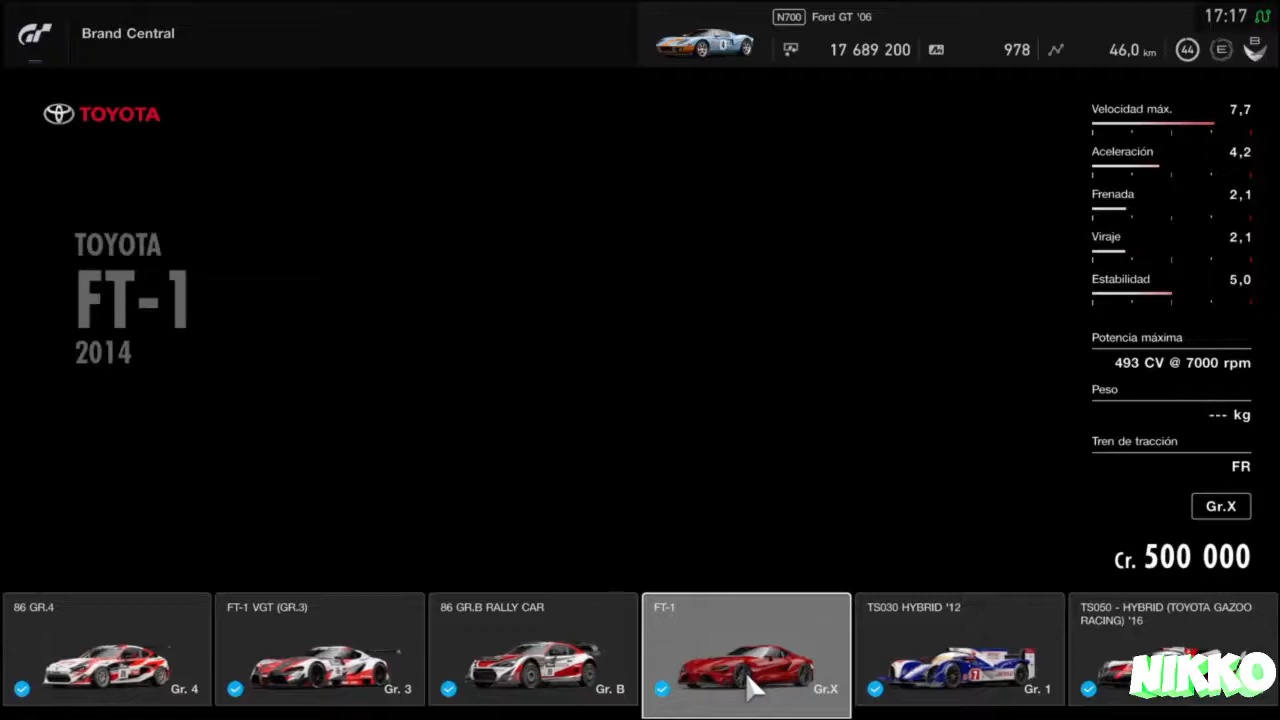 Brand Central
N700 Ford GT '06
17 689 200
978
46,0 km
44
E
B
17:17
TOYOTA
TOYOTA
FT-1
2014
Velocidad máx. 7,7
Aceleración 4,2
Frenada 2,1
Viraje 2,1
Estabilidad 5,0
Potencia máxima
493 CV @ 7000 rpm
Peso
--- kg
Tren de tracción
FR
Gr.X
Cr. 500 000
86 GR.4
Gr. 4
FT-1 VGT (GR.3)
Gr. 3
86 GR.B RALLY CAR
Gr. B
FT-1
Gr.X
TS030 HYBRID '12
Gr. 1
TS050 - HYBRID (TOYOTA GAZOO
RACING) '16
NIKKO